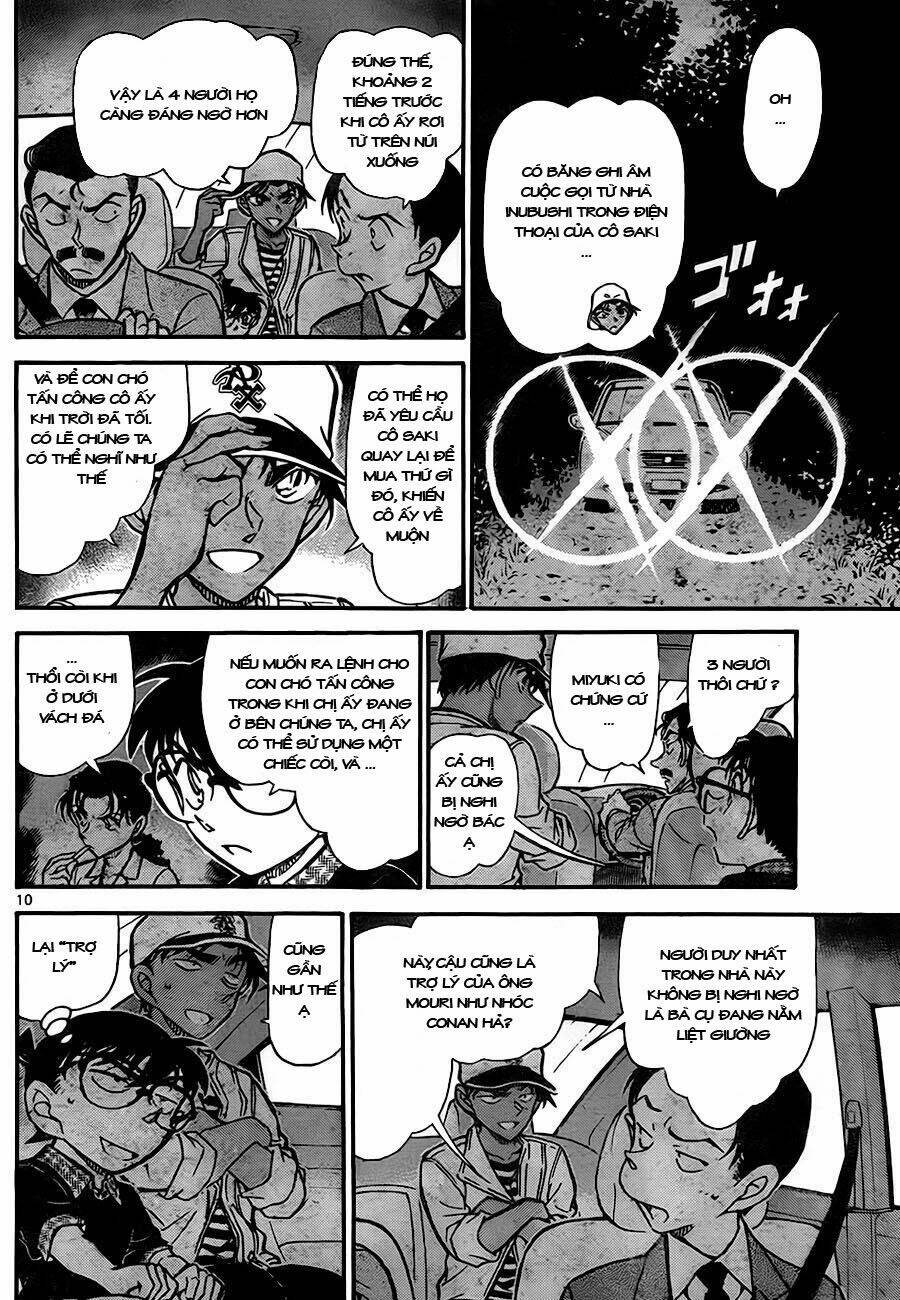 OH
...
CÓ BĂNG GHI ÂM
CUỘC GỌI TỪ NHÀ
INUBUSHI TRONG ĐIỆN
THOẠI CỦA CÔ SAKI
...
ゴオォ
ĐÚNG THẾ,
KHOẢNG 2
TIẾNG TRƯỚC
KHI CÔ ẤY RƠI
TỪ TRÊN NÚI
XUỐNG
VẬY LÀ 4 NGƯỜI HỌ
CÀNG ĐÁNG NGỜ HƠN
CÓ THỂ HỌ
ĐÃ YÊU CẦU
CÔ SAKI
QUAY LẠI ĐỂ
MUA THỨ GÌ
ĐÓ, KHIẾN
CÔ ẤY VỀ
MUỘN
VÀ ĐỂ CON CHÓ
TẤN CÔNG CÔ ẤY
KHI TRỜI ĐÃ TỐI.
CÓ LẼ CHÚNG TA
CÓ THỂ NGHĨ NHƯ
THẾ
3 NGƯỜI
THÔI CHỨ ?
MIYUKI CÓ
CHỨNG CỨ
...
CẢ CHỊ
ẤY CŨNG
BỊ NGHI
NGỜ BÁC
Ạ
NẾU MUỐN RA LỆNH CHO
CON CHÓ TẤN CÔNG
TRONG KHI CHỊ ẤY ĐANG
Ở BÊN CHÚNG TA, CHỊ ẤY
CÓ THỂ SỬ DỤNG MỘT
CHIẾC CÒI, VÀ ...
...
THỔI CÒI KHI
Ở DƯỚI
VÁCH ĐÁ
10
NGƯỜI DUY NHẤT
TRONG NHÀ NÀY
KHÔNG BỊ NGHI NGỜ
LÀ BÀ CỤ ĐANG NẰM
LIỆT GIƯỜNG
NÀY, CẬU CŨNG LÀ
TRỢ LÝ CỦA ÔNG
MOURI NHƯ NHÓC
CONAN HẢ?
CŨNG
GẦN
NHƯ THẾ
Ạ
LẠI “TRỢ
LÝ”